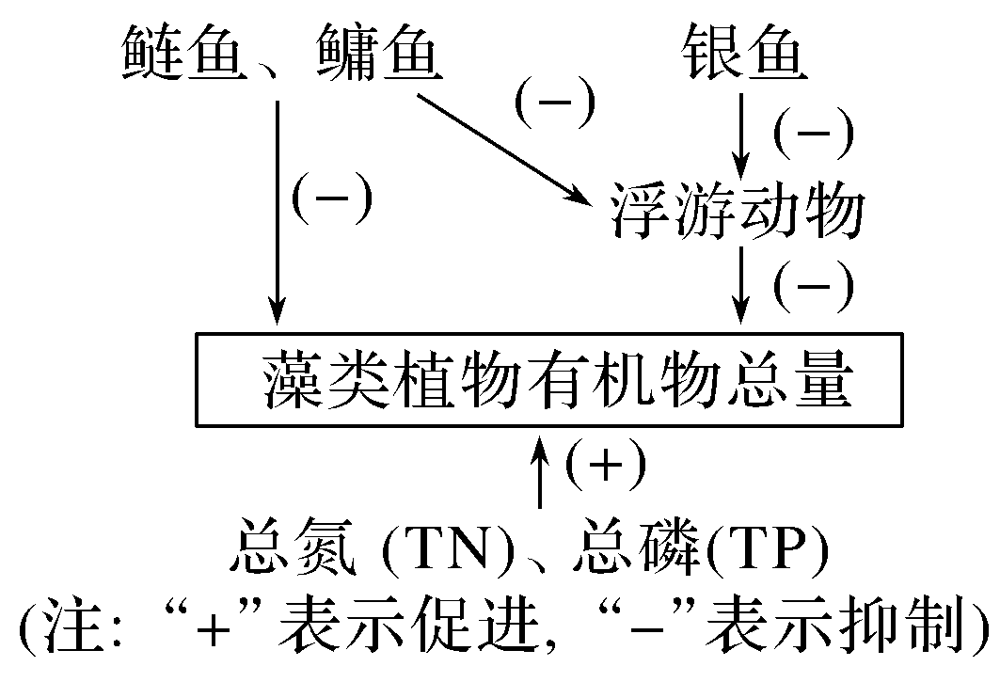 鲢鱼、鳙鱼
银鱼
(−)
(−)
(−)
浮游动物
(−)
藻类植物有机物总量
(+)
总氮 (TN)、总磷(TP)
(注：“+”表示促进, “−”表示抑制)